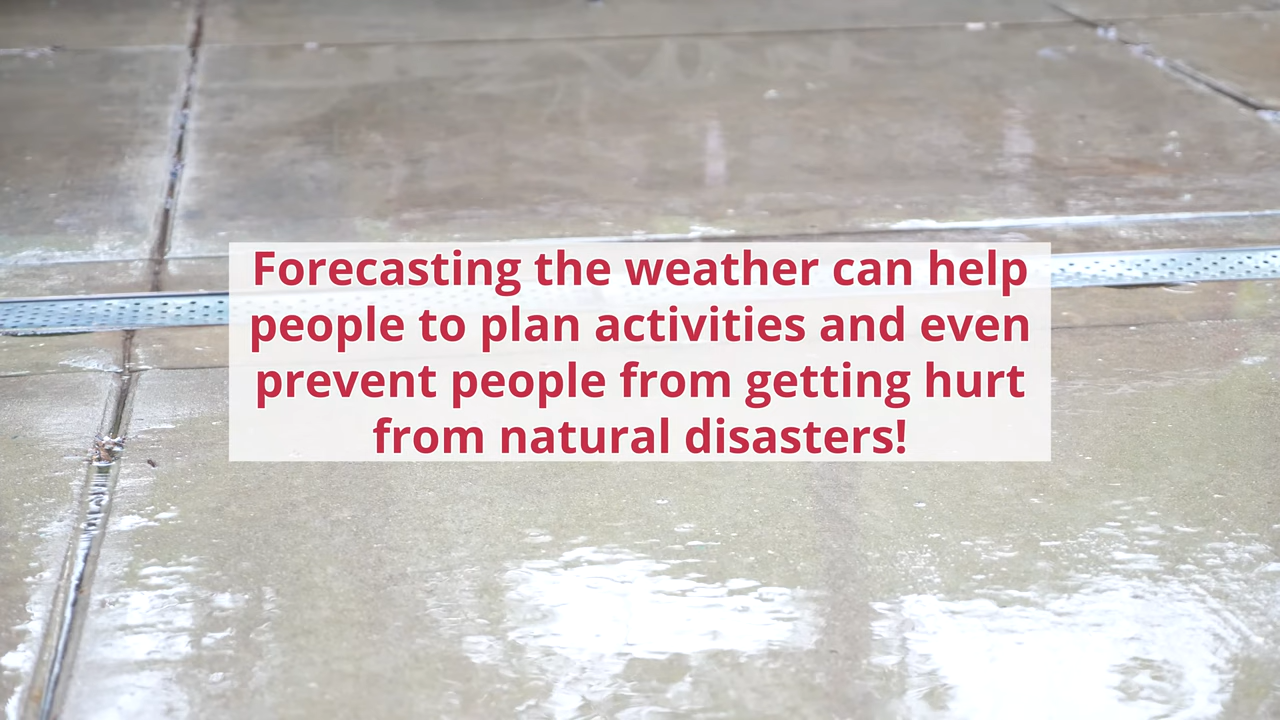 Forecasting the weather can help
people to plan activities and even
prevent people from getting hurt
from natural disasters!